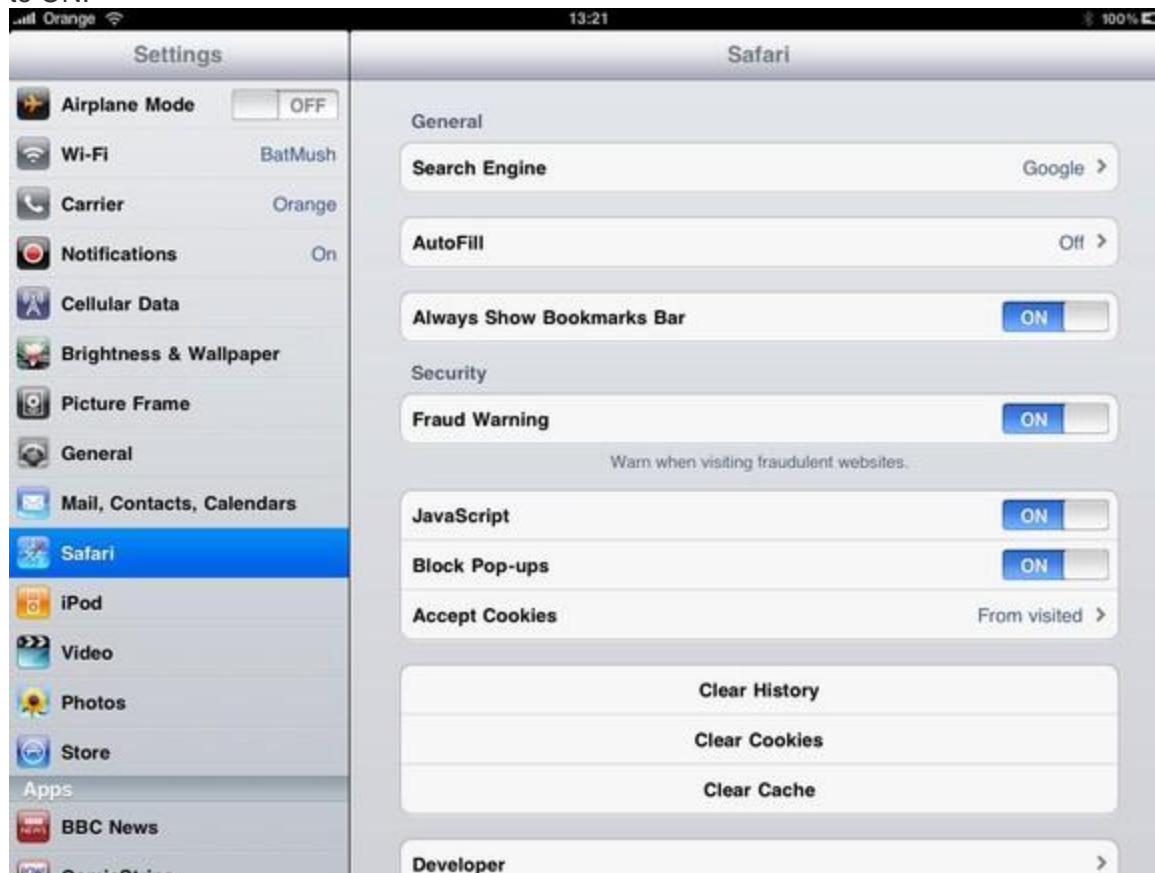 Orange 13:21 100%
Settings
Safari
Airplane Mode OFF
Wi-Fi BatMush
Carrier Orange
Notifications On
Cellular Data
Brightness & Wallpaper
Picture Frame
General
Mail, Contacts, Calendars
Safari
iPod
Video
Photos
Store
Apps
BBC News
General
Search Engine Google >
AutoFill Off >
Always Show Bookmarks Bar ON
Security
Fraud Warning ON
Warn when visiting fraudulent websites.
JavaScript ON
Block Pop-ups ON
Accept Cookies From visited >
Clear History
Clear Cookies
Clear Cache
Developer >